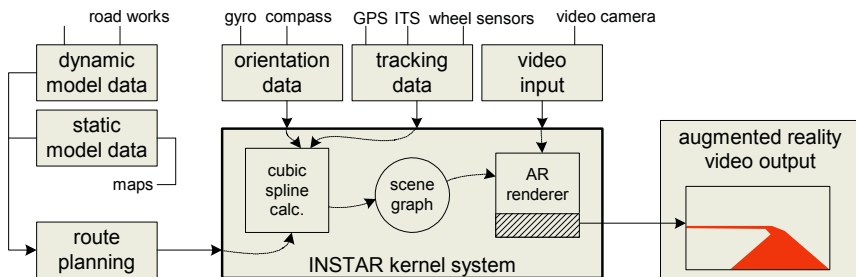 road works
gyro compass
GPS ITS wheel sensors
video camera
dynamic
model data
orientation
data
tracking
data
video
input
static
model data
maps
cubic
spline
calc.
scene
graph
AR
renderer
augmented reality
video output
route
planning
INSTAR kernel system